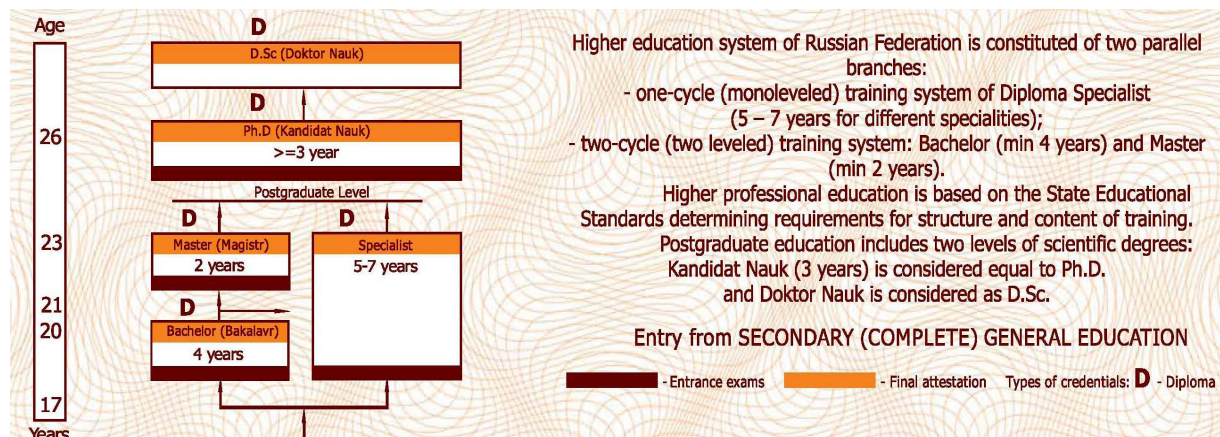 Age
D
D.Sc (Doktor Nauk)
D
26
Ph.D (Kandidat Nauk)
>=3 year
Postgraduate Level
D
D
23
Master (Magistr)
2 years
Specialist
5-7 years
21
D
20
Bachelor (Bakalavr)
4 years
17
Years
Higher education system of Russian Federation is constituted of two parallel
branches:
- one-cycle (monoleveled) training system of Diploma Specialist
(5 – 7 years for different specialities);
- two-cycle (two leveled) training system: Bachelor (min 4 years) and Master
(min 2 years).
Higher professional education is based on the State Educational
Standards determining requirements for structure and content of training.
Postgraduate education includes two levels of scientific degrees:
Kandidat Nauk (3 years) is considered equal to Ph.D.
and Doktor Nauk is considered as D.Sc.
Entry from SECONDARY (COMPLETE) GENERAL EDUCATION
- Entrance exams
- Final attestation
Types of credentials: D - Diploma